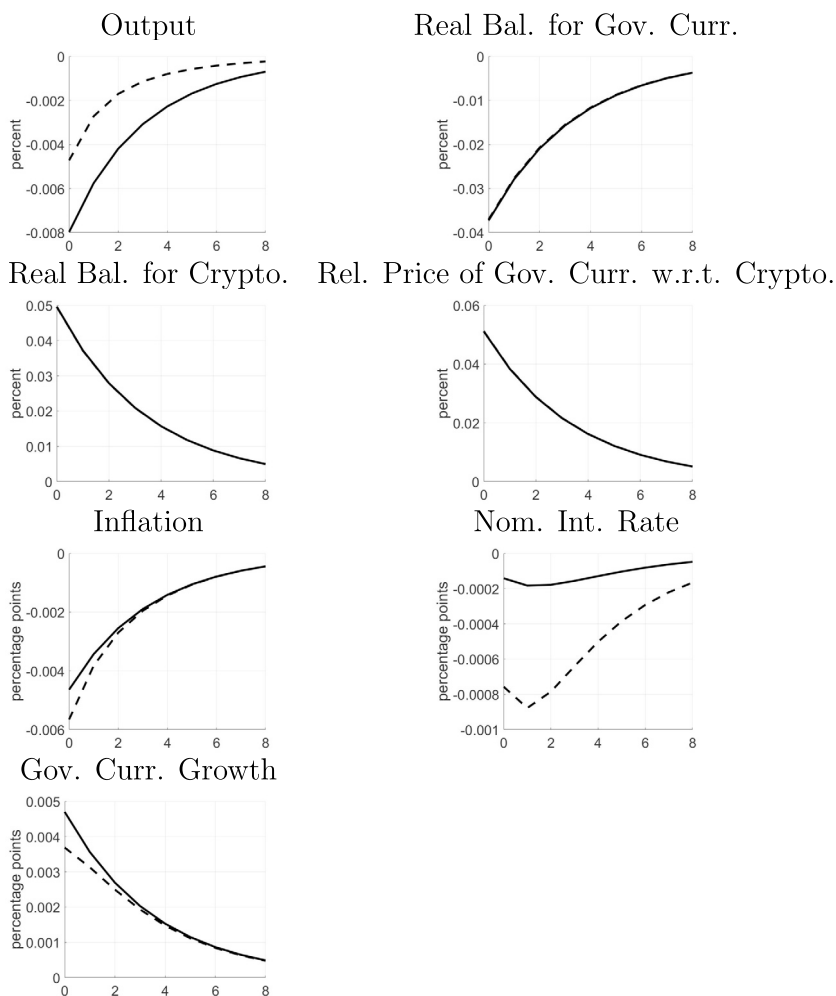 Output
Real Bal. for Gov. Curr.
0
-0.002
-0.004
-0.006
-0.008
percent
0 2 4 6 8
0
-0.01
-0.02
-0.03
-0.04
percent
0 2 4 6 8
Real Bal. for Crypto.
Rel. Price of Gov. Curr. w.r.t. Crypto.
0.05
0.04
0.03
0.02
0.01
0
percent
0 2 4 6 8
0.06
0.04
0.02
0
percent
0 2 4 6 8
Inflation
Nom. Int. Rate
0
-0.002
-0.004
-0.006
percentage points
0 2 4 6 8
0
-0.0002
-0.0004
-0.0006
-0.0008
-0.001
percentage points
0 2 4 6 8
Gov. Curr. Growth
0.005
0.004
0.003
0.002
0.001
0
percentage points
0 2 4 6 8